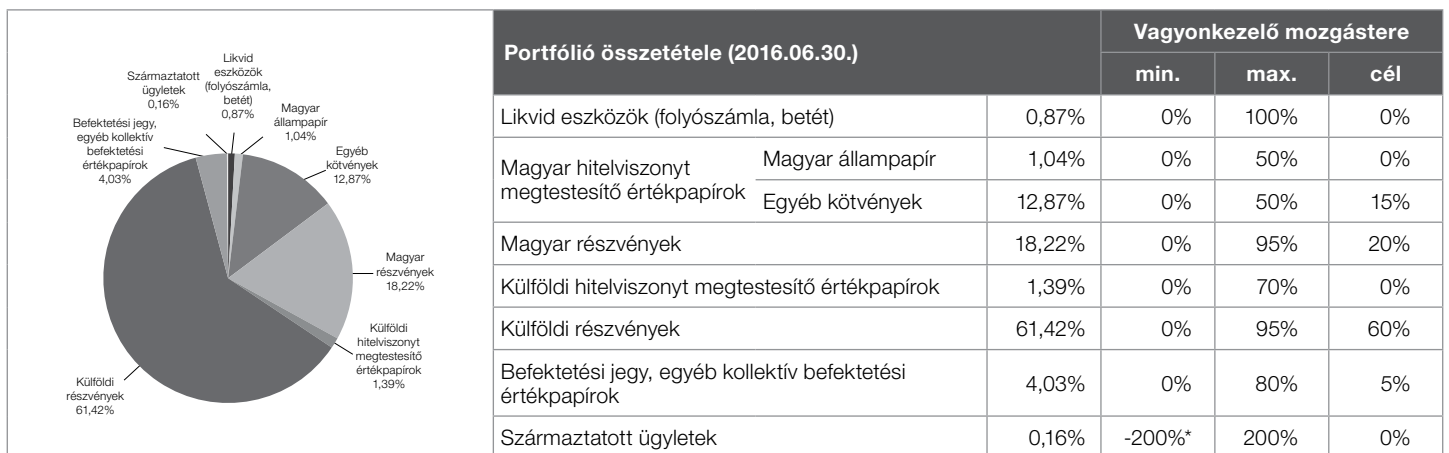 Likvid
eszközök
(folyószámla,
betét)
0,87%
Származtatott
ügyletek
0,16%
Magyar
állampapír
1,04%
Befektetési jegy,
egyéb kollektív
befektetési
értékpapírok
4,03%
Egyéb
kötvények
12,87%
Magyar
részvények
18,22%
Külföldi
hitelviszonyt
megtestesítő
értékpapírok
1,39%
Külföldi
részvények
61,42%
Portfólió összetétele (2016.06.30.) Vagyonkezelő mozgástere
min. max. cél
Likvid eszközök (folyószámla, betét) 0,87% 0% 100% 0%
Magyar hitelviszonyt
megtestesítő értékpapírok
Magyar állampapír 1,04% 0% 50% 0%
Egyéb kötvények 12,87% 0% 50% 15%
Magyar részvények 18,22% 0% 95% 20%
Külföldi hitelviszonyt megtestesítő értékpapírok 1,39% 0% 70% 0%
Külföldi részvények 61,42% 0% 95% 60%
Befektetési jegy, egyéb kollektív befektetési
értékpapírok 4,03% 0% 80% 5%
Származtatott ügyletek 0,16% -200%* 200% 0%